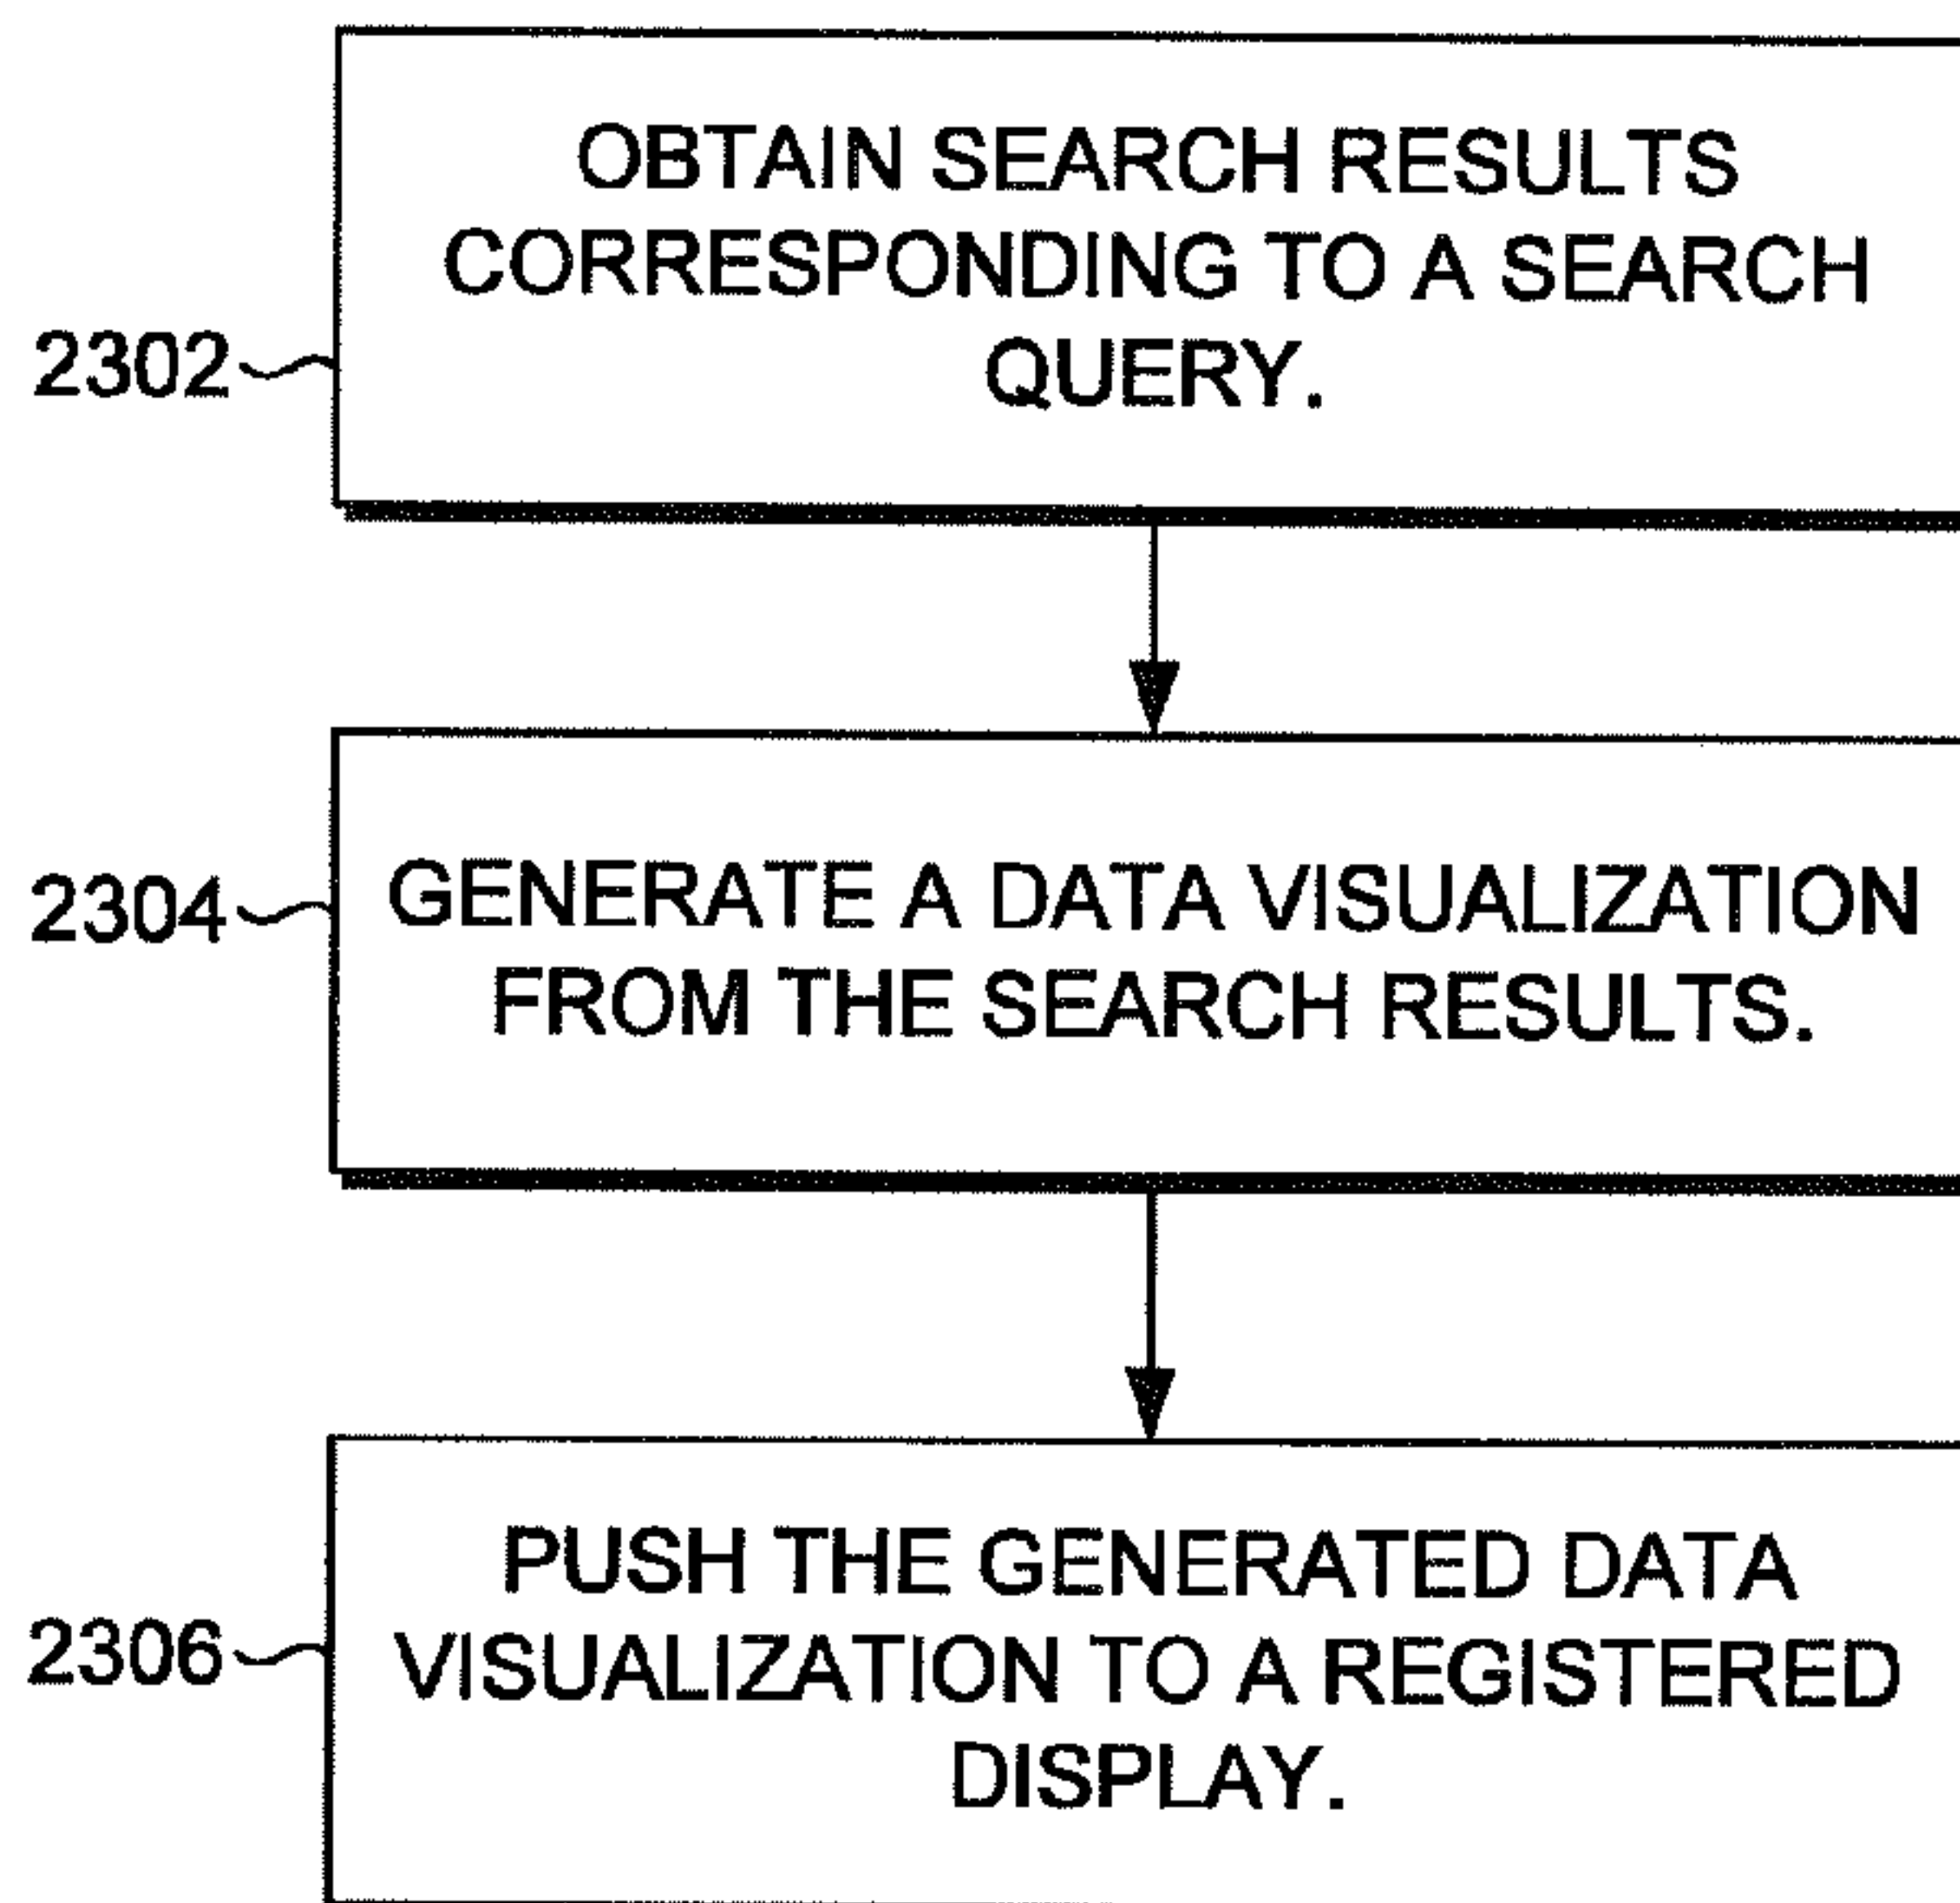 OBTAIN SEARCH RESULTS
CORRESPONDING TO A SEARCH
QUERY.
2302
GENERATE A DATA VISUALIZATION
FROM THE SEARCH RESULTS.
2304
PUSH THE GENERATED DATA
VISUALIZATION TO A REGISTERED
DISPLAY.
2306